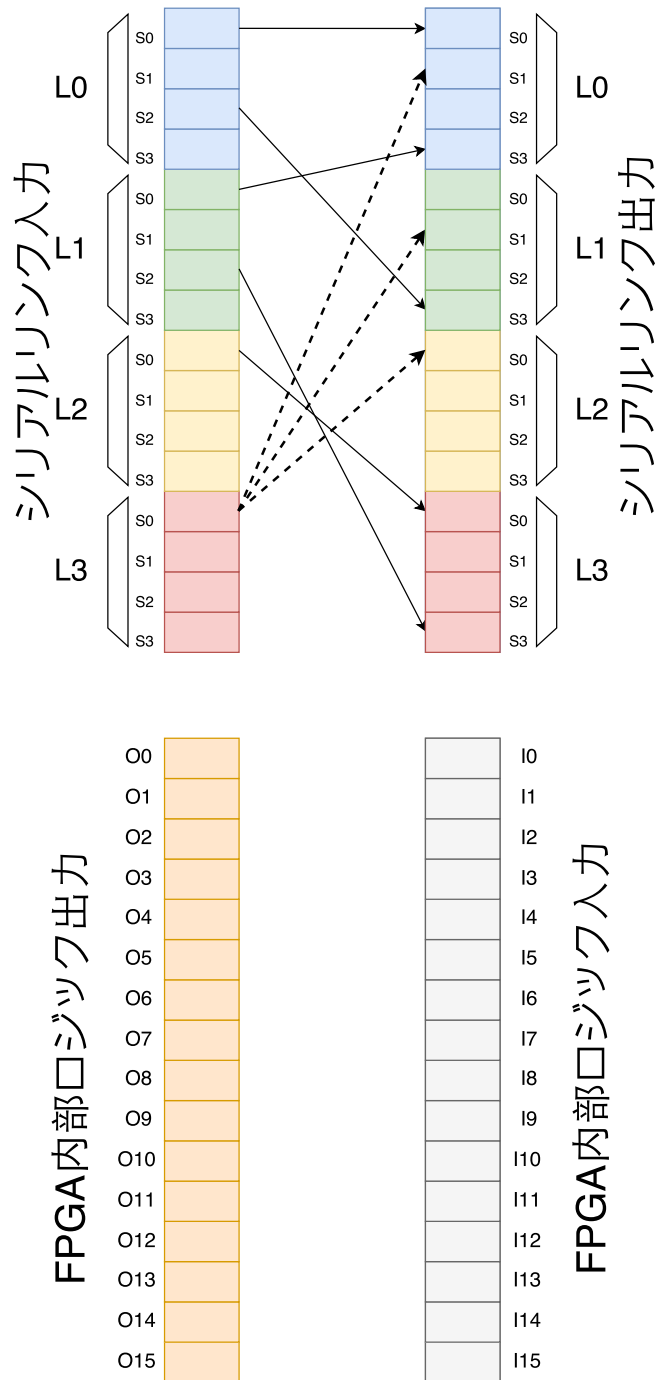 シリアルリンク入力
L0
S0
S1
S2
S3
L1
S0
S1
S2
S3
L2
S0
S1
S2
S3
L3
S0
S1
S2
S3
シリアルリンク出力
S0
S1
S2
S3
L0
S0
S1
S2
S3
L1
S0
S1
S2
S3
L2
S0
S1
S2
S3
L3
FPGA内部ロジック出力
O0
O1
O2
O3
O4
O5
O6
O7
O8
O9
O10
O11
O12
O13
O14
O15
FPGA内部ロジック入力
I0
I1
I2
I3
I4
I5
I6
I7
I8
I9
I10
I11
I12
I13
I14
I15